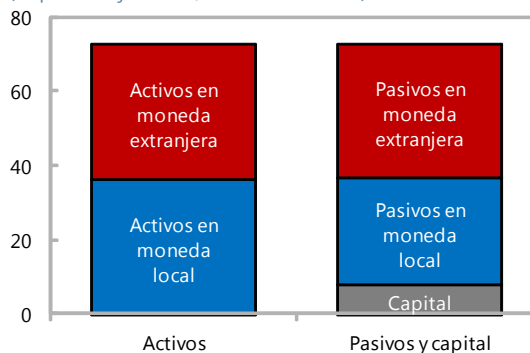 80
60
40
20
0
Activos en
moneda
extranjera
Activos en
moneda
local
Pasivos en
moneda
extranjera
Pasivos en
moneda
local
Capital
Activos
Pasivos y capital